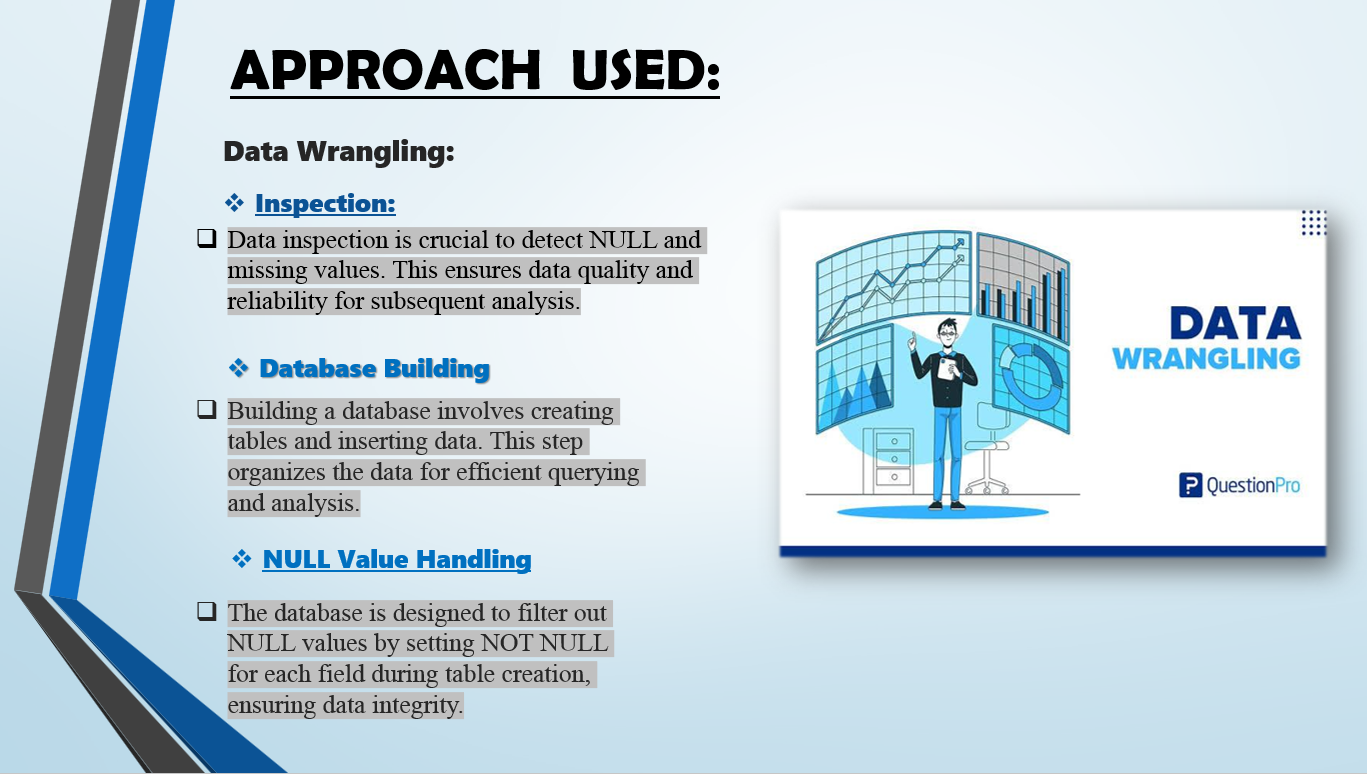 APPROACH USED:
Data Wrangling:
Inspection:
Data inspection is crucial to detect NULL and
missing values. This ensures data quality and
reliability for subsequent analysis.
Database Building
Building a database involves creating
tables and inserting data. This step
organizes the data for efficient querying
and analysis.
NULL Value Handling
The database is designed to filter out
NULL values by setting NOT NULL
for each field during table creation,
ensuring data integrity.
DATA
WRANGLING
QuestionPro